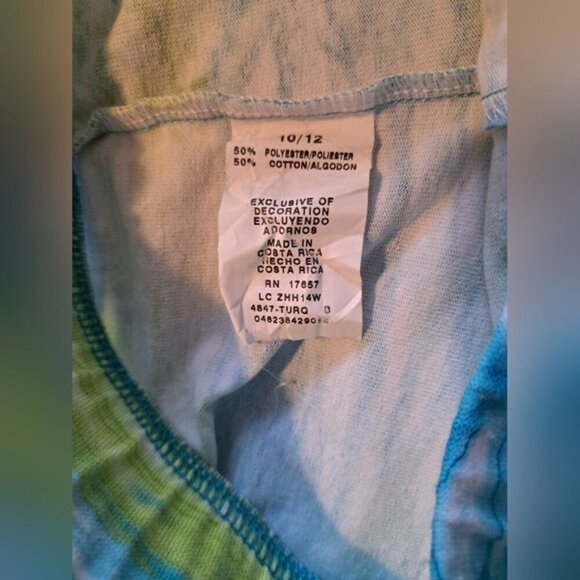 10/12
50% POLYESTER/POLIESTER
50% COTTON/ALGODON
EXCLUSIVE OF
DECORATION
EXCLUYENDO
ADORNOS
MADE IN
COSTA RICA
HECHO EN
COSTA RICA
RN 17657
LC ZHH14W
4847-TURQ B